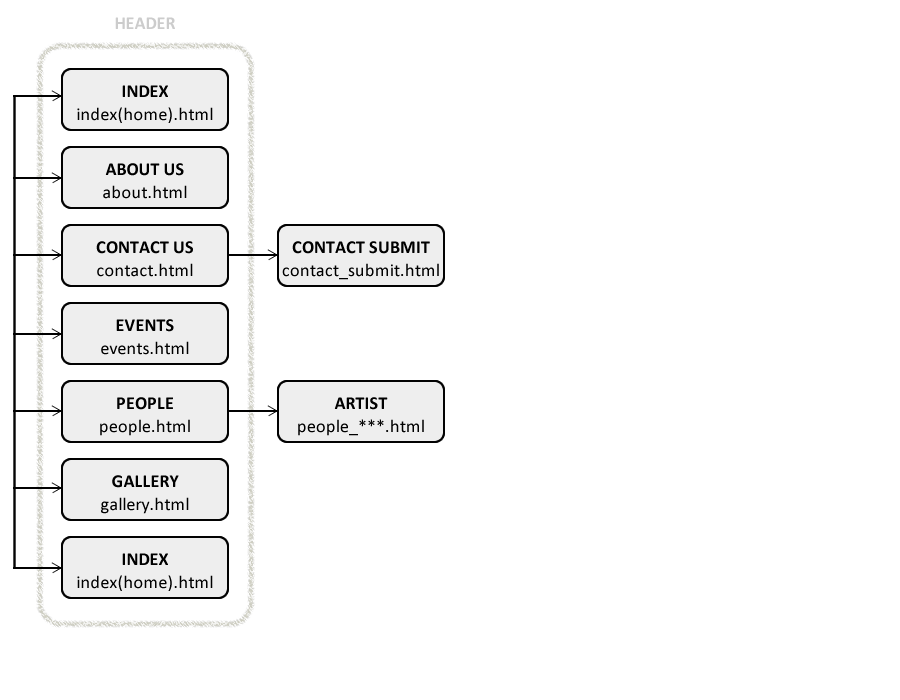 HEADER
INDEX
index(home).html
ABOUT US
about.html
CONTACT US
contact.html
CONTACT SUBMIT
contact_submit.html
EVENTS
events.html
PEOPLE
people.html
ARTIST
people_***.html
GALLERY
gallery.html
INDEX
index(home).html